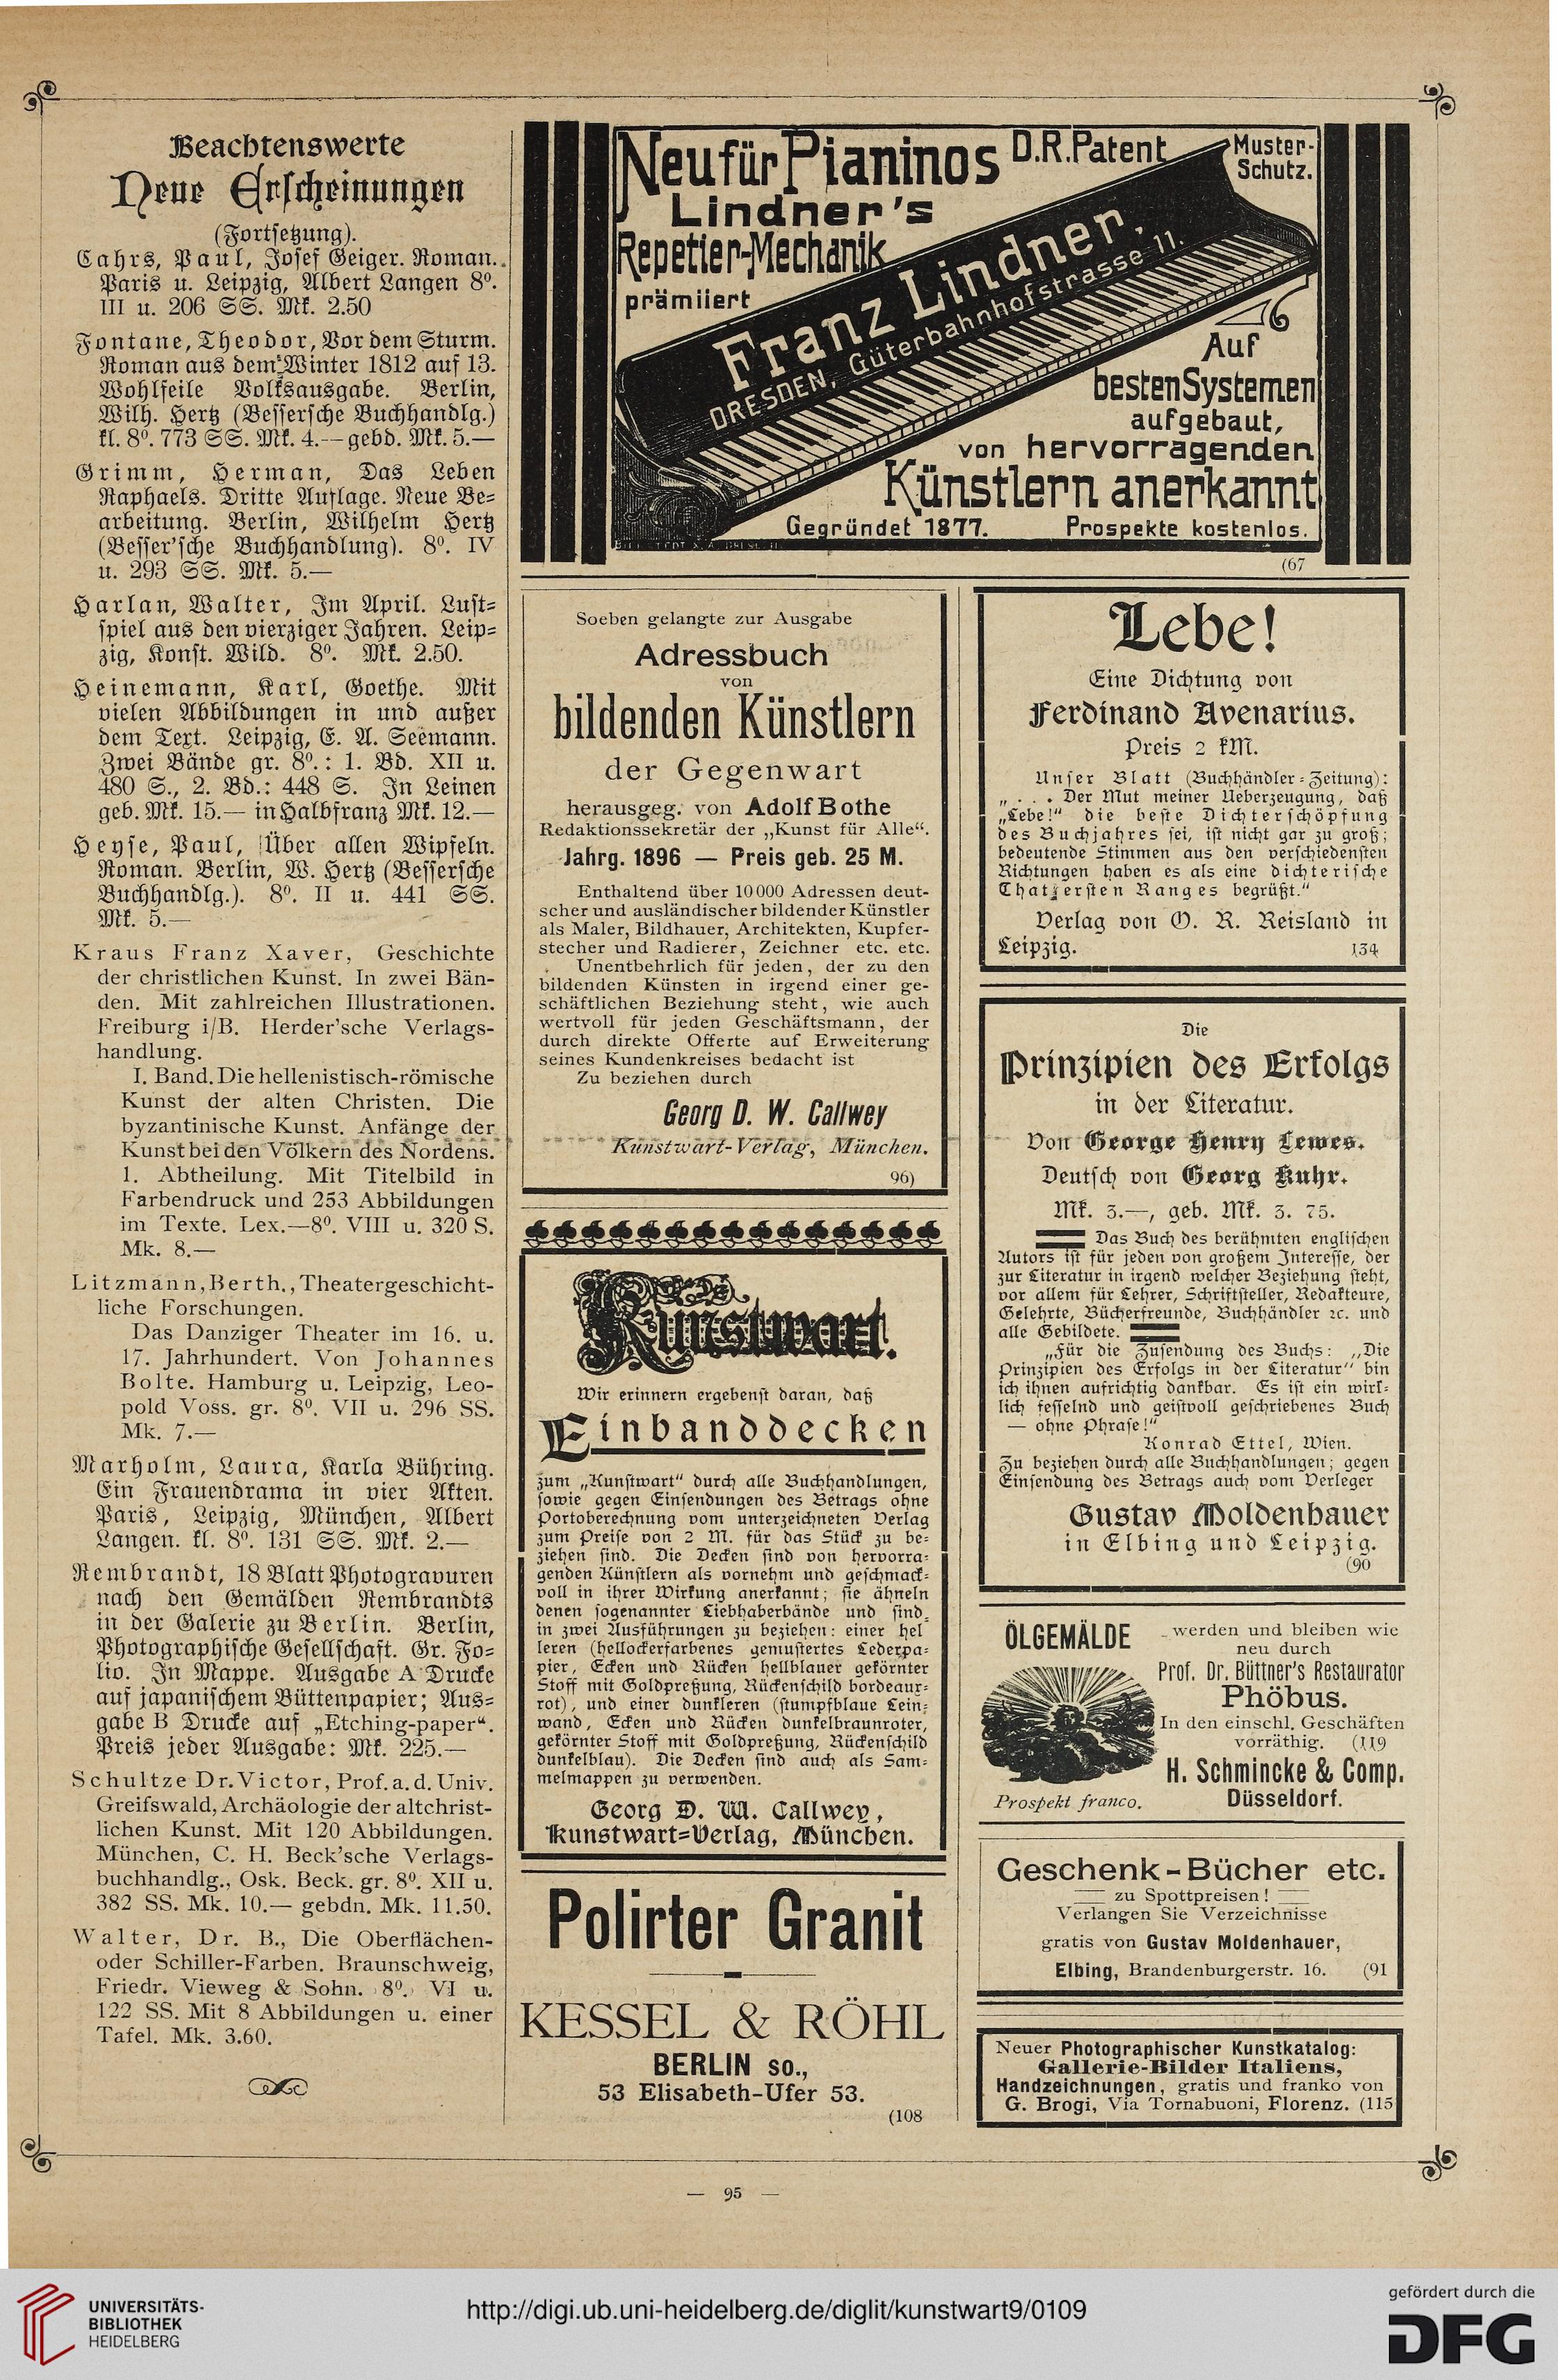 Beachtenswerte
Neue Erscheinungen
(Fortsetzung).
Cahrs, Paul, Josef Geiger. Roman.
Paris u. Leipzig, Albert Langen 8⁰.
III u. 206 SS. Mk. 2.50
Fontane, Theodor, Vor dem Sturm.
Roman aus dem Winter 1812 auf 13.
Wohlfeile Volksausgabe. Berlin,
Wilh. Hertz (Bessersche Buchhandlg.)
kl. 8⁰. 773 SS. Mk. 4.-- gebd. Mk. 5.—
Grimm, Herman, Das Leben
Raphaels. Dritte Auflage. Neue Be-
arbeitung. Berlin, Wilhelm Hertz
(Besser'sche Buchhandlung). 8⁰. IV
u. 293 SS. Mk. 5.—
Harlan, Walter, Im April. Lust-
spiel aus den vierziger Jahren. Leip-
zig, Konst. Wild. 8⁰. Mk. 2.50.
Heinemann, Karl, Goethe. Mit
vielen Abbildungen in und außer
dem Text. Leipzig, E. A. Seemann.
Zwei Bände gr. 8⁰.: 1. Bd. XII u.
480 S., 2. Bd.: 448 S. In Leinen
geb. Mk. 15.— in Halbfranz Mk. 12.—
Heyse, Paul, Über allen Wipfeln.
Roman. Berlin, W. Hertz (Bessersche
Buchhandlg.). 8⁰. II u. 441 SS.
Mk. 5.—
Kraus Franz Xaver, Geschichte
der christlichen Kunst. In zwei Bän-
den. Mit zahlreichen Illustrationen.
Freiburg i/B. Herder'sche Verlags-
handlung.
I. Band. Die hellenistisch-römische
Kunst der alten Christen. Die
byzantinische Kunst. Anfänge der
Kunst bei den Völkern des Nordens.
1. Abtheilung. Mit Titelbild in
Farbendruck und 253 Abbildungen
im Texte. Lex.—8⁰. VIII u. 320 S.
Mk. 8.—
Litzmann, Berth., Theatergeschicht-
liche Forschungen.
Das Danziger Theater im 16. u.
17. Jahrhundert. Von Johannes
Bolte. Hamburg u. Leipzig, Leo-
pold Voss. gr. 8⁰. VII u. 296 SS.
Mk. 7.—
Marholm, Laura, Karla Bühring.
Ein Frauendrama in vier Akten.
Paris, Leipzig, München, Albert
Langen. kl. 8⁰. 131 SS. Mk. 2.—
Rembrandt, 18 Blatt Photogravuren
nach den Gemälden Rembrandts
in der Galerie zu Berlin. Berlin,
Photographische Gesellschaft. Gr. Fo-
lio. In Mappe. Ausgabe A Drucke
auf japanischem Büttenpapier; Aus-
gabe B Drucke auf „Etching-paper“.
Preis jeder Ausgabe: Mk. 225.—
Schultze Dr. Victor, Prof. a. d. Univ.
Greifswald, Archäologie der altchrist-
lichen Kunst. Mit 120 Abbildungen.
München, C. H. Beck'sche Verlags-
buchhandlg., Osk. Beck. gr. 8⁰. XII u.
382 SS. Mk. 10.— gebdn. Mk. 11.50.
Walter, Dr. B., Die Oberflächen-
oder Schiller-Farben. Braunschweig,
Friedr. Vieweg & Sohn. 8⁰. VI u.
122 SS. Mit 8 Abbildungen u. einer
Tafel. Mk. 3.60.
Neu für Pianinos D.R.Patent Muster-
Schutz.
Lindner's
Repetier-Mechanik
prämiiert
Franz Lindner.
DRESDEN, Güterbahnhofstrasse 11.
Auf
besten Systemen
aufgebaut,
von hervorragenden
Künstlern anerkannt
Gegründet 1877. Prospekte kostenlos.
(67
Soeben gelangte zur Ausgabe
Adressbuch
von
bildenden Künstlern
der Gegenwart
herausgeg. von Adolf Bothe
Redaktionssekretär der „Kunst für Alle“.
Jahrg. 1896 — Preis geb. 25 M.
Enthaltend über 10000 Adressen deut-
scher und ausländischer bildender Künstler
als Maler, Bildhauer, Architekten, Kupfer-
stecher und Radierer, Zeichner etc. etc.
Unentbehrlich für jeden, der zu den
bildenden Künsten in irgend einer ge-
schäftlichen Beziehung steht, wie auch
wertvoll für jeden Geschäftsmann, der
durch direkte Offerte auf Erweiterung
seines Kundenkreises bedacht ist
Zu beziehen durch
Georg D. W. Callwey
Kunstwart-Verlag, München.
96)
Kunstwart.
Wir erinnern ergebenst daran, daß
Einbanddecken
zum „Kunstwart“ durch alle Buchhandlungen,
sowie gegen Einsendungen des Betrags ohne
Portoberechnung vom unterzeichneten Verlag
zum Preise von 2 M. für das Stück zu be-
ziehen sind. Die Decken sind von hervorra-
genden Künstlern als vornehm und geschmack-
voll in ihrer Wirkung anerkannt; sie ähneln
denen sogenannter Liebhaberbände und sind
in zwei Ausführungen zu beziehen: einer hel
leren (hellockerfarbenes gemustertes Lederpa-
pier, Ecken und Rücken hellblauer gekörnter
Stoff mit Goldpreßung, Rückenschild bordeaux-
rot), und einer dunkleren (stumpfblaue Lein-
wand, Ecken und Rücken dunkelbraunroter,
gekörnter Stoff mit Goldpreßung, Rückenschild
dunkelblau). Die Decken sind auch als Sam-
melmappen zu verwenden.
Georg D. W. Callwey,
Kunstwart-Verlag, München.
Polirter Granit
KESSEL & RÖHL
BERLIN SO.,
53 Elisabeth-Ufer 53.
(108
Lebe!
Eine Dichtung von
Ferdinand Avenarius.
Preis 2 kM.
Unser Blatt (Buchhändler-Zeitung):
„ . . . Der Mut meiner Ueberzeugung, daß
„Lebe!“ die beste Dichterschöpfung
des Buchjahres sei, ist nicht gar zu groß;
bedeutende Stimmen aus den verschiedensten
Richtungen haben es als eine dichterische
That ersten Ranges begrüßt.“
Verlag von O. R. Reisland in
Leipzig. 134
Die
Prinzipien des Erfolgs
in der Literatur.
Von George Henry Lewes.
Deutsch von Georg Kuhr.
Mk. 3.—, geb. Mk. 3. 75.
Das Buch des berühmten englischen
Autors ist für jeden von großem Interesse, der
zur Literatur in irgend welcher Beziehung steht,
vor allem für Lehrer, Schriftsteller, Redakteure,
Gelehrte, Bücherfreunde, Buchhändler ꝛc. und
alle Gebildete.
„Für die Zusendung des Buchs: „Die
Prinzipien des Erfolgs in der Literatur“ bin
ich ihnen aufrichtig dankbar. Es ist ein wirk-
lich fesselnd und geistvoll geschriebenes Buch
— ohne Phrase!“
Konrad Ettel, Wien.
Zu beziehen durch alle Buchhandlungen; gegen
Einsendung des Betrags auch vom Verleger
Gustav Moldenhauer
in Elbing und Leipzig.
(90
ÖLGEMÄLDE werden und bleiben wie
neu durch
Prof. Dr. Büttner's Restaurator
Phöbus.
In den einschl. Geschäften
vorräthig. (119
H. Schmincke & Comp.
Prospekt franco. Düsseldorf.
Geschenk-Bücher etc.
zu Spottpreisen!
Verlangen Sie Verzeichnisse
gratis von Gustav Moldenhauer,
Elbing, Brandenburgerstr. 16. (91
Neuer Photographischer Kunstkatalog:
Gallerie-Bilder Italiens,
Handzeichnungen, gratis und franko von
G. Brogi, Via Tornabuoni, Florenz. (115
— 95 —
UNIVERSITÄTS-
BIBLIOTHEK
HEIDELBERG
http://digi.ub.uni-heidelberg.de/diglit/kunstwart9/0109
gefördert durch die
DFG